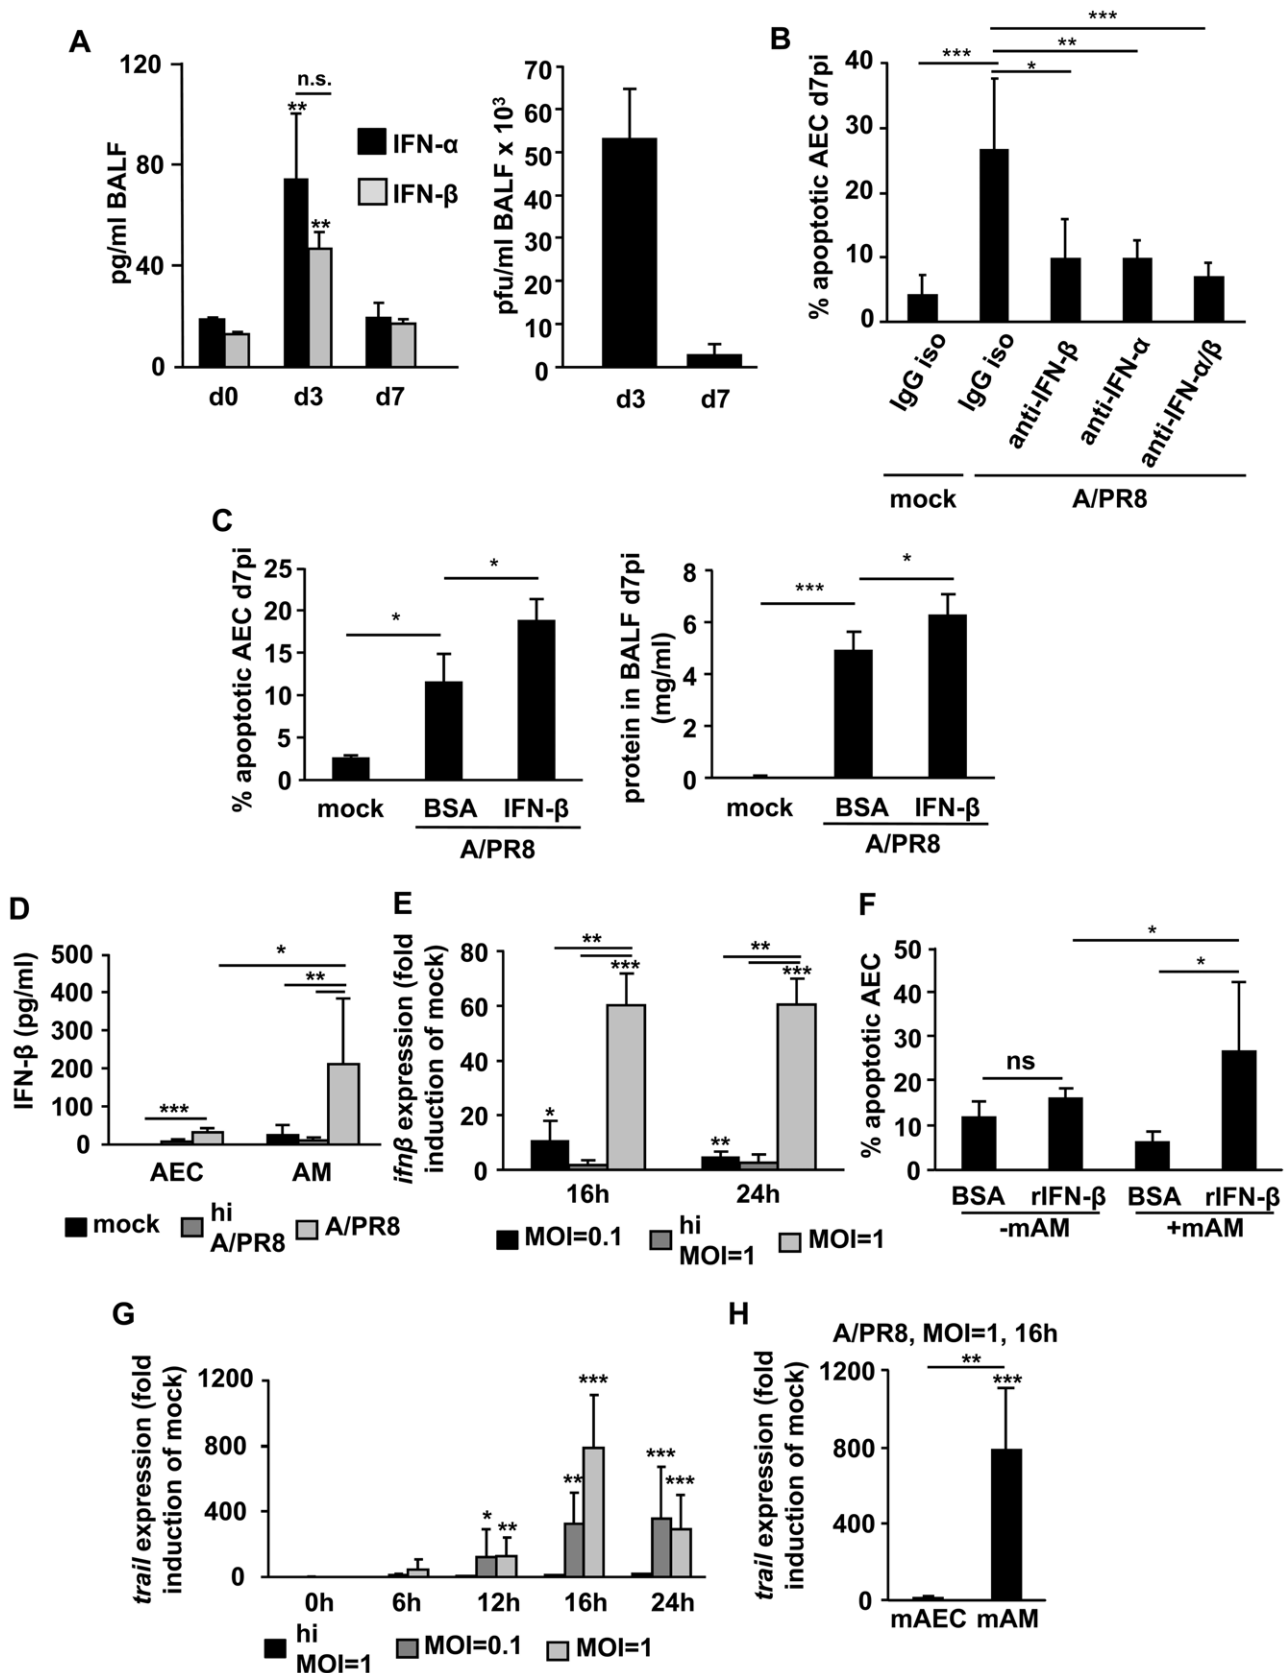 A
120
80
40
0
pg/ml BALF
n.s.
**
**
IFN-α
IFN-β
d0 d3 d7
70
60
50
40
30
20
10
0
pfu/ml BALF x 10³
d3 d7
B
40
30
20
10
0
% apoptotic AEC d7pi
***
**
***
*
IgG iso
IgG iso
anti-IFN-β
anti-IFN-α
anti-IFN-α/β
mock A/PR8
C
25
20
15
10
5
0
% apoptotic AEC d7pi
*
*
mock BSA IFN-β
A/PR8
8
6
4
2
0
protein in BALF d7pi
(mg/ml)
*
***
mock BSA IFN-β
A/PR8
D
500
400
300
200
100
0
IFN-β (pg/ml)
*
**
***
AEC AM
mock hi A/PR8
A/PR8
E
80
60
40
20
0
ifnβ expression (fold
induction of mock)
** **
*** ***
*
**
16h 24h
MOI=0.1 hi MOI=1
MOI=1
F
50
40
30
20
10
0
% apoptotic AEC
*
*
ns
BSA rIFN-β BSA rIFN-β
-mAM +mAM
G
1200
800
400
0
trail expression (fold
induction of mock)
***
** *** ***
* **
0h 6h 12h 16h 24h
hi MOI=0.1 MOI=1
MOI=1
H
A/PR8, MOI=1, 16h
1200
800
400
0
trail expression (fold
induction of mock)
**
***
mAEC mAM